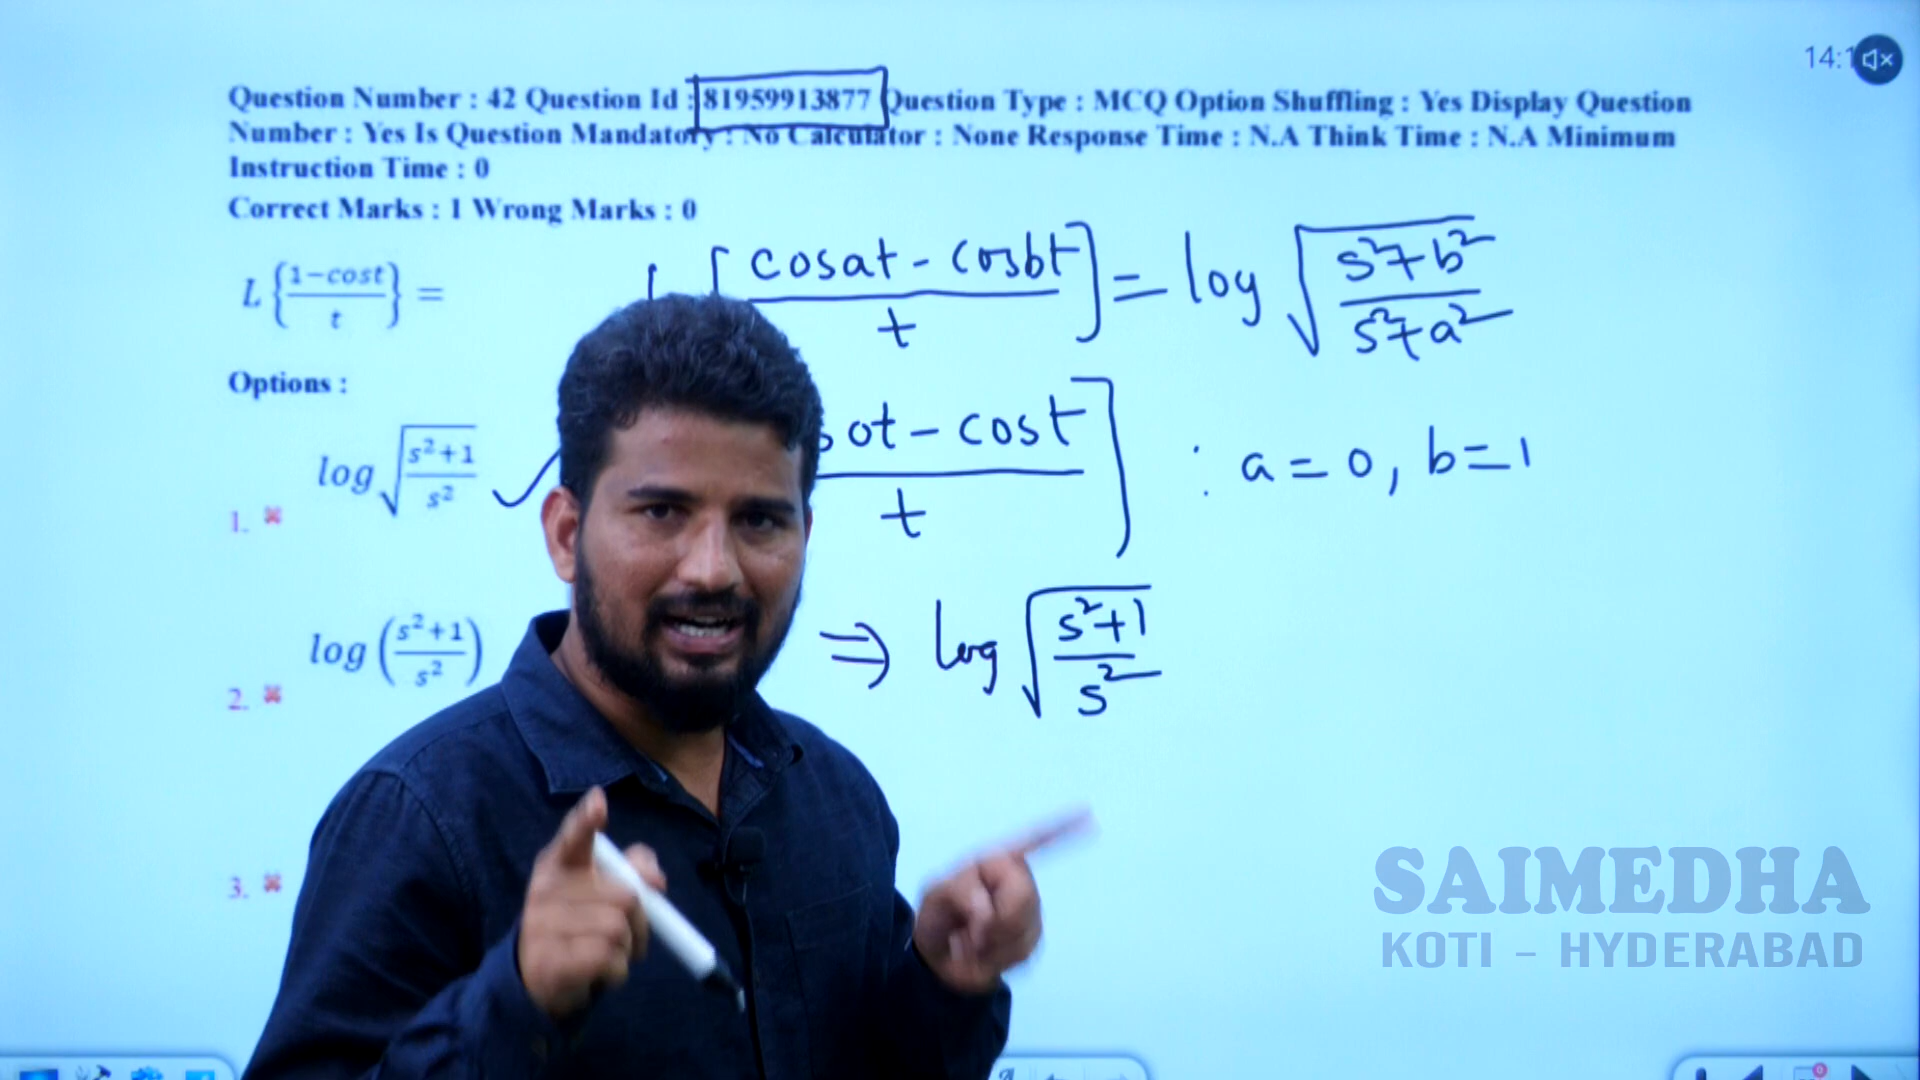 14:1
Question Number : 42 Question Id : 81959913877 Question Type : MCQ Option Shuffling : Yes Display Question
Number : Yes Is Question Mandatory : No Calculator : None Response Time : N.A Think Time : N.A Minimum
Instruction Time : 0
Correct Marks : 1 Wrong Marks : 0
L{(1-cost)/t} =
[(cosat - cosbt)/t] = log √((s²+b²)/(s²+a²))
Options :
ot - cost / t] : a = 0, b = 1
1. ✖ log √((s²+1)/s²) ✓
2. ✖ log ((s²+1)/s²)
⇒ log √((s²+1)/s²)
3. ✖
SAIMEDHA
KOTI – HYDERABAD